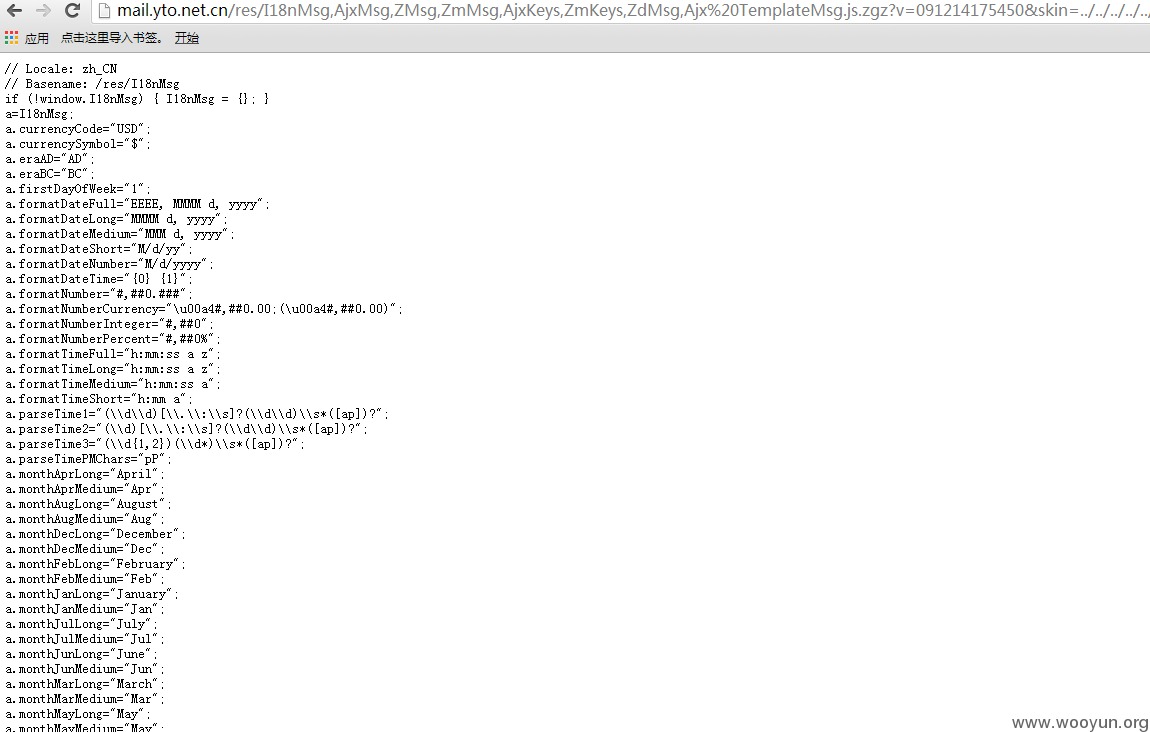 mail.yto.net.cn/res/I18nMsg,AjxMsg,ZMsg,ZmMsg,AjxKeys,ZmKeys,ZdMsg,Ajx%20TemplateMsg.js.zgz?v=091214175450&skin=../../../../../
应用 点击这里导入书签。 开始
// Locale: zh_CN
// Basename: /res/I18nMsg
if (!window.I18nMsg) { I18nMsg = {}; }
a=I18nMsg;
a.currencyCode="USD";
a.currencySymbol="$";
a.eraAD="AD";
a.eraBC="BC";
a.firstDayOfWeek="1";
a.formatDateFull="EEEE, MMMM d, yyyy";
a.formatDateLong="MMMM d, yyyy";
a.formatDateMedium="MMM d, yyyy";
a.formatDateShort="M/d/yy";
a.formatDateNumber="M/d/yyyy";
a.formatDateTime="{0} {1}";
a.formatNumber="#,##0.###";
a.formatNumberCurrency="\u00a4#,##0.00;(\u00a4#,##0.00)";
a.formatNumberInteger="#,##0";
a.formatNumberPercent="#,##0%";
a.formatTimeFull="h:mm:ss a z";
a.formatTimeLong="h:mm:ss a z";
a.formatTimeMedium="h:mm:ss a";
a.formatTimeShort="h:mm a";
a.parseTime1="(\\d\\d)[\\.\\:\\s]?(\\d\\d)\\s*([ap])?";
a.parseTime2="(\\d)[\\.\\:\\s]?(\\d\\d)\\s*([ap])?";
a.parseTime3="(\\d{1,2})(\\d*)\\s*([ap])?";
a.parseTimePMChars="pP";
a.monthAprLong="April";
a.monthAprMedium="Apr";
a.monthAugLong="August";
a.monthAugMedium="Aug";
a.monthDecLong="December";
a.monthDecMedium="Dec";
a.monthFebLong="February";
a.monthFebMedium="Feb";
a.monthJanLong="January";
a.monthJanMedium="Jan";
a.monthJulLong="July";
a.monthJulMedium="Jul";
a.monthJunLong="June";
a.monthJunMedium="Jun";
a.monthMarLong="March";
a.monthMarMedium="Mar";
a.monthMayLong="May";
a.monthMayMedium="May";
www.wooyun.org